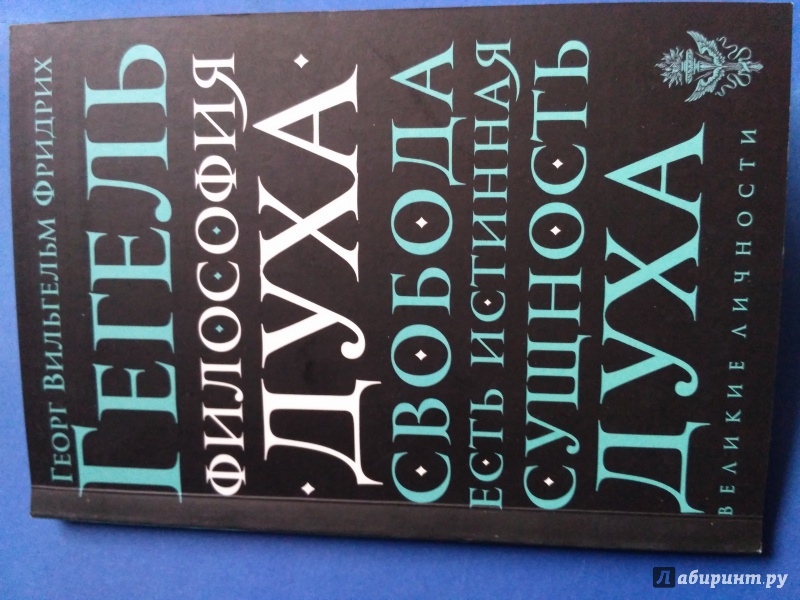 Георг Вильгельм Фридрих
Гегель
Философия
Духа
Свобода
есть истинная
сущность
духа
Великие личности
Лабиринт.ру